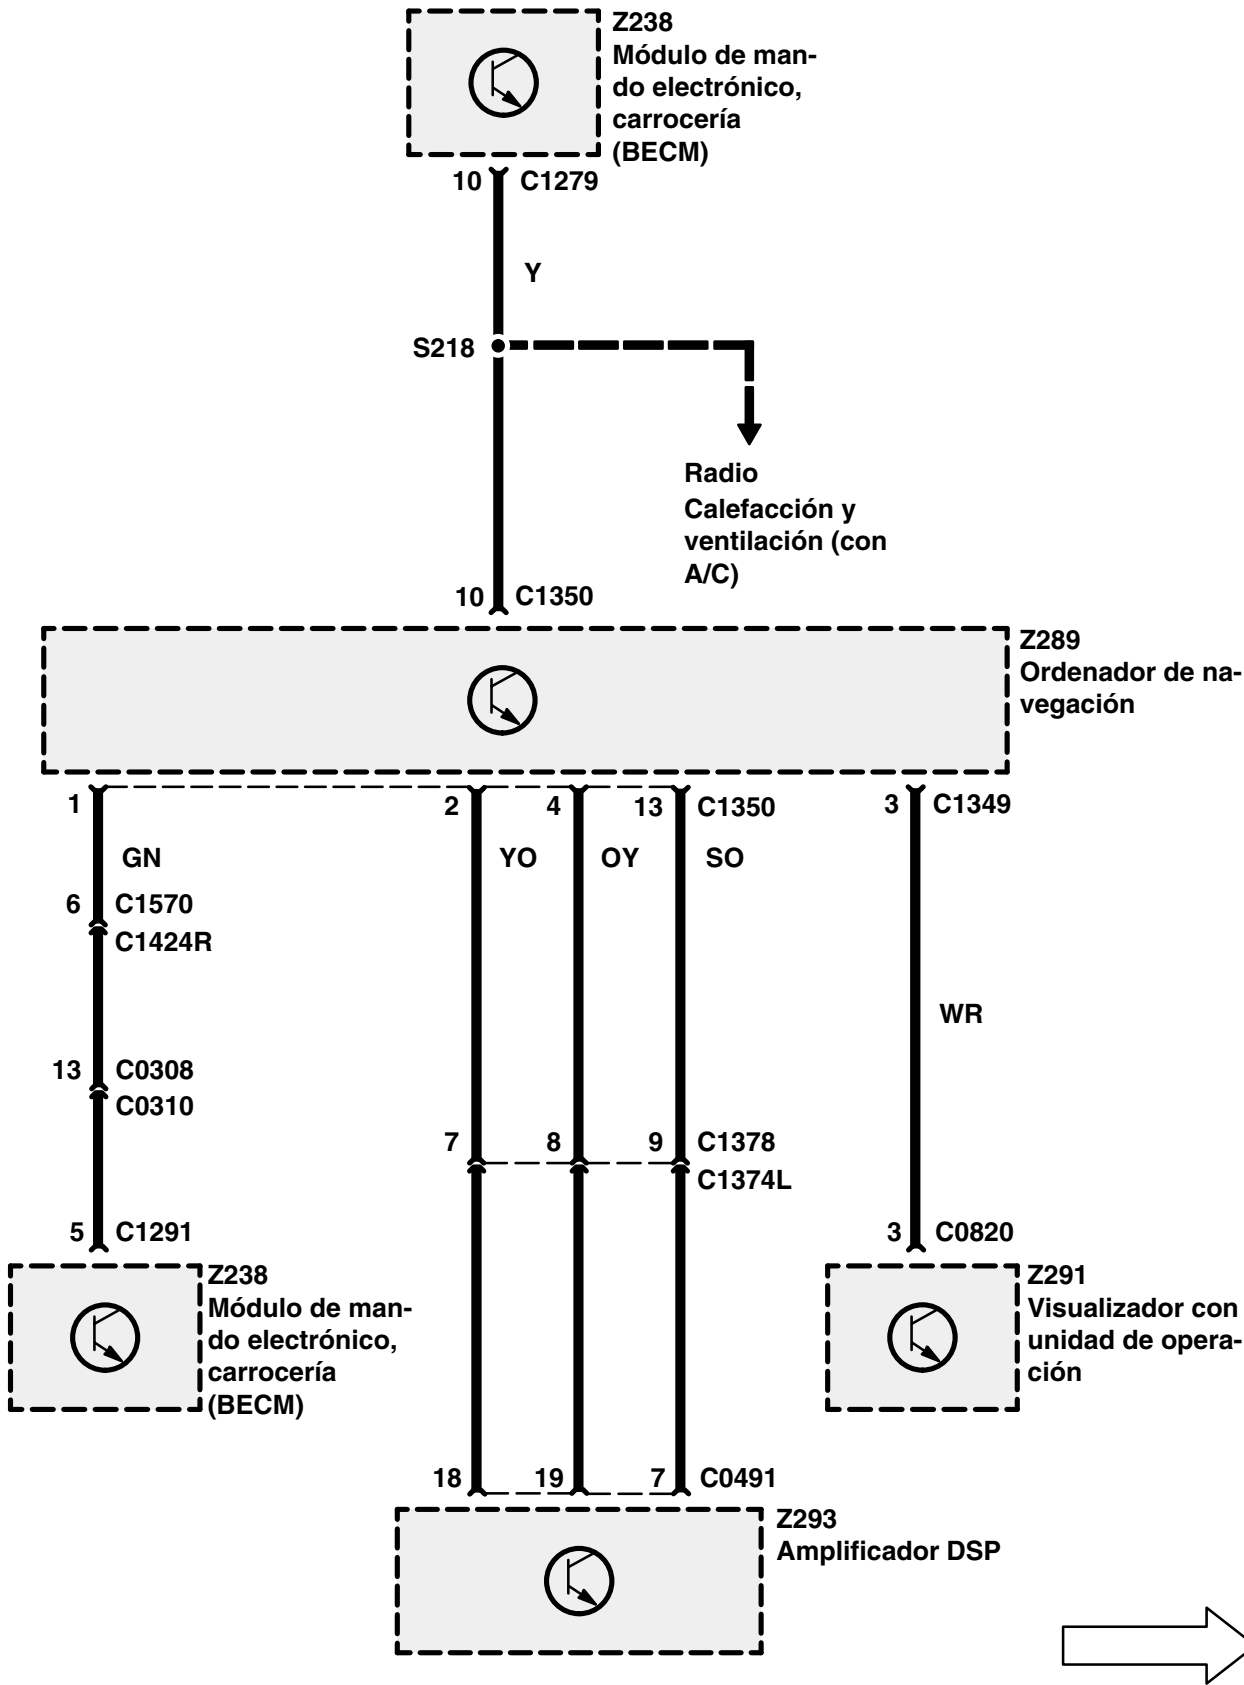 Z238
Módulo de man-
do electrónico,
carrocería
(BECM)
10 C1279
Y
S218
Radio
Calefacción y
ventilación (con
A/C)
10 C1350
Z289
Ordenador de na-
vegación
1 2 4 13 C1350 3 C1349
GN YO OY SO
6 C1570
C1424R
WR
13 C0308
C0310
7 8 9 C1378
C1374L
5 C1291
3 C0820
Z238
Módulo de man-
do electrónico,
carrocería
(BECM)
Z291
Visualizador con
unidad de opera-
ción
18 19 7 C0491
Z293
Amplificador DSP